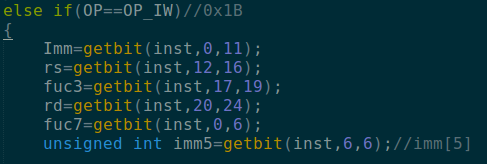 else if(OP==OP_IW)//0x1B
{
Imm=getbit(inst,0,11);
rs=getbit(inst,12,16);
fuc3=getbit(inst,17,19);
rd=getbit(inst,20,24);
fuc7=getbit(inst,0,6);
unsigned int imm5=getbit(inst,6,6);//imm[5]